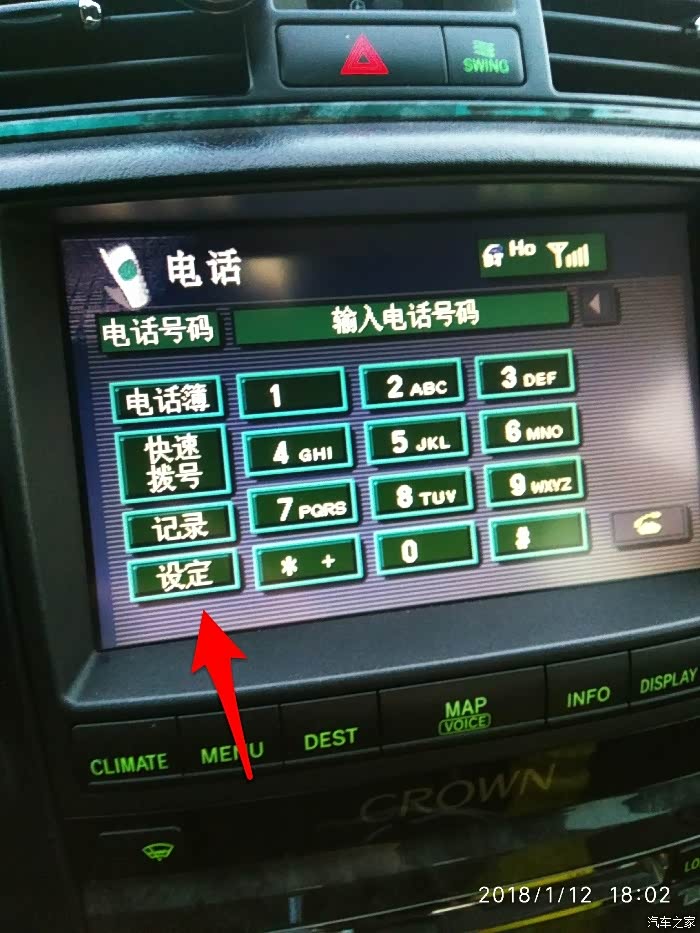 SWING
电话
Ho
电话号码 输入电话号码
电话簿 1 2 ABC 3 DEF
快速
拨号
4 GHI 5 JKL 6 MNO
记录 7 PQRS 8 TUV 9 WXYZ
设定 * + 0 #
CLIMATE MENU DEST MAP INFO DISPLAY
VOICE
CROWN
LO
2018/1/12 18:02
汽车之家